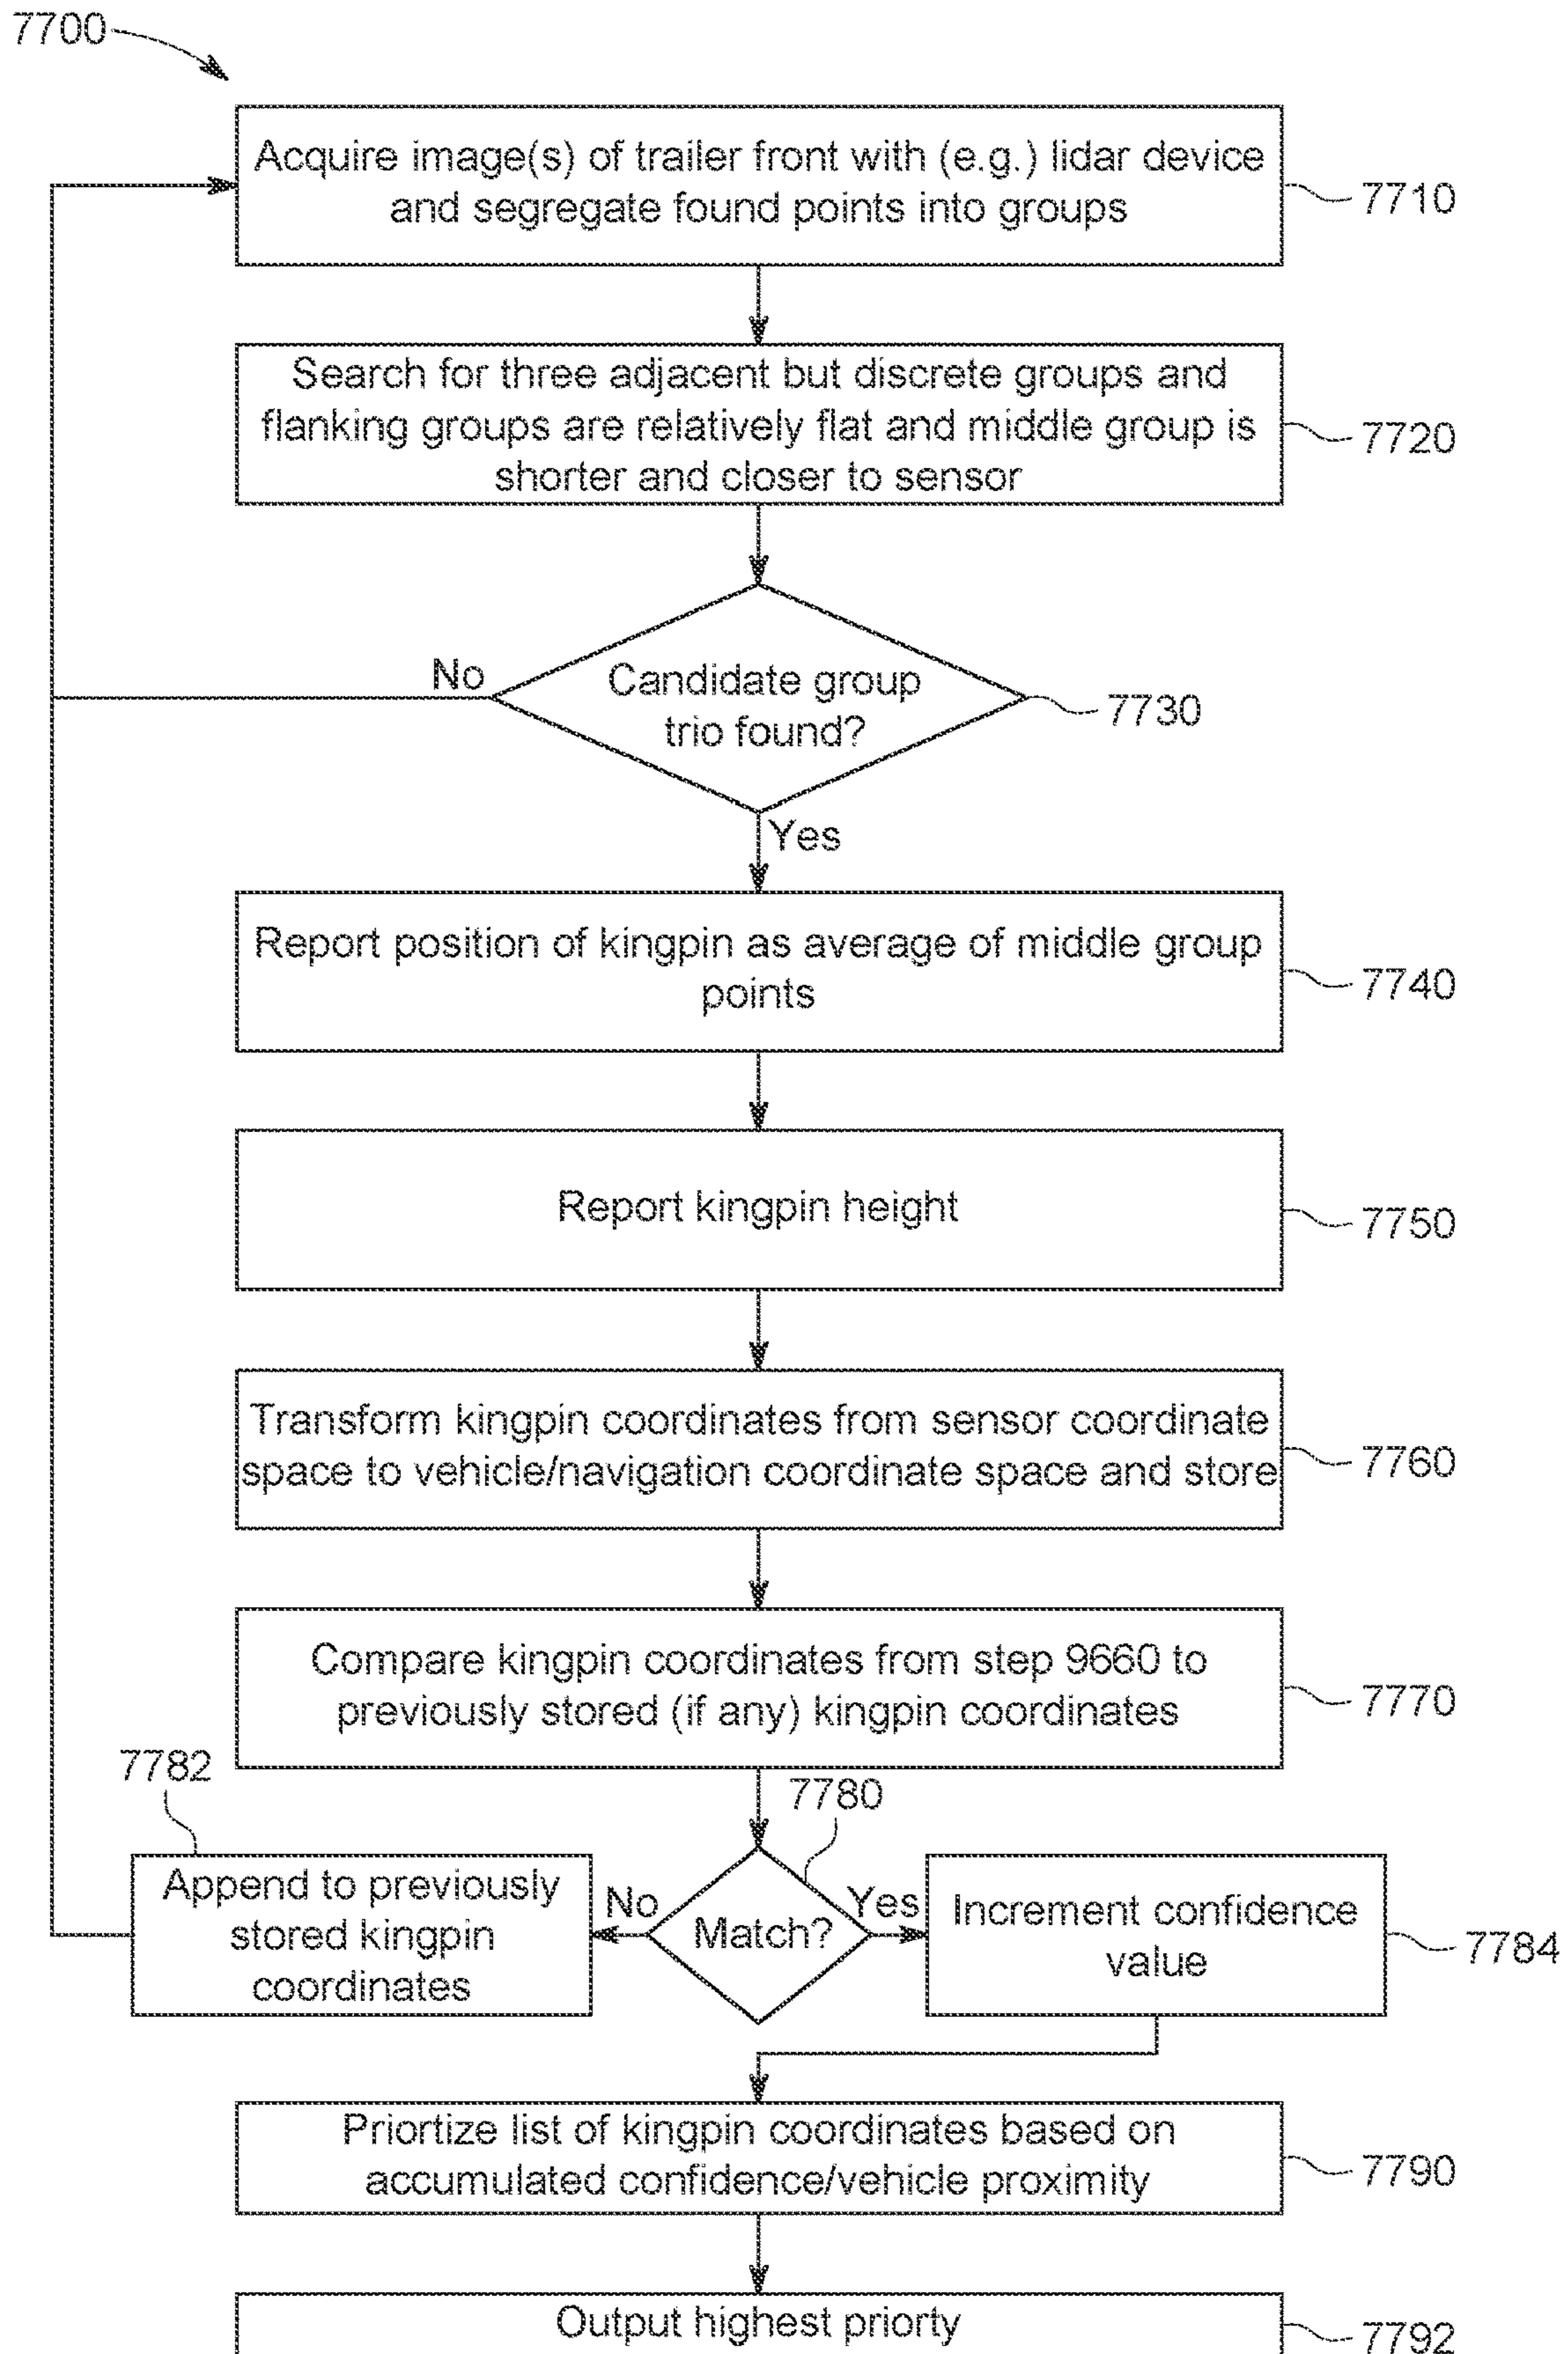 7700
Acquire image(s) of trailer front with (e.g.) lidar device
and segregate found points into groups
7710
Search for three adjacent but discrete groups and
flanking groups are relatively flat and middle group is
shorter and closer to sensor
7720
No
Candidate group
trio found?
7730
Yes
Report position of kingpin as average of middle group
points
7740
Report kingpin height
7750
Transform kingpin coordinates from sensor coordinate
space to vehicle/navigation coordinate space and store
7760
Compare kingpin coordinates from step 9660 to
previously stored (if any) kingpin coordinates
7770
7782
7780
Append to previously
stored kingpin
coordinates
No
Match?
Yes
Increment confidence
value
7784
Priortize list of kingpin coordinates based on
accumulated confidence/vehicle proximity
7790
Output highest priorty
7792